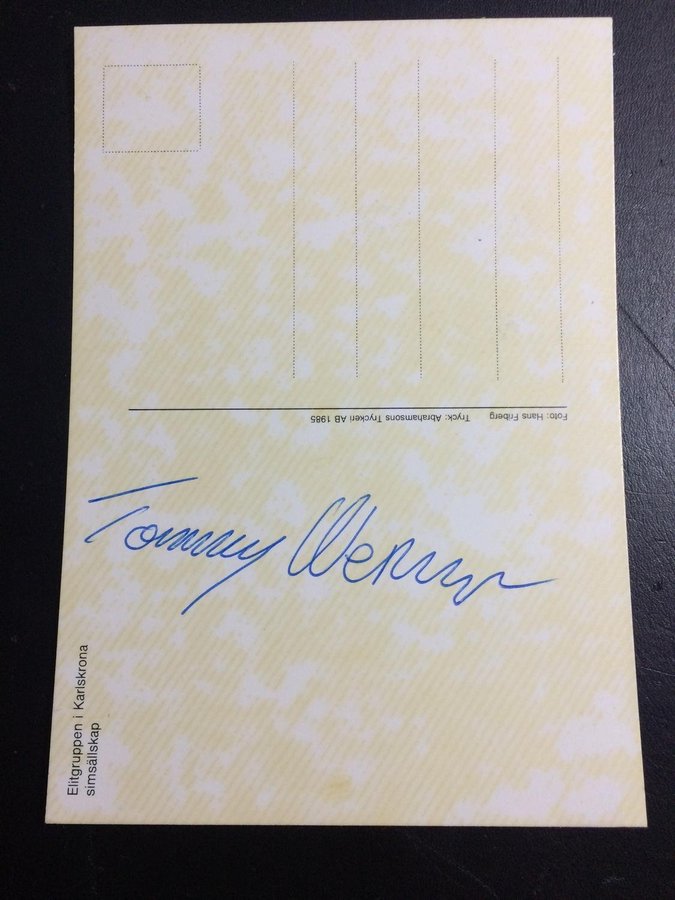 Foto: Hans Friberg Tryck: Abrahamsons Tryckeri AB 1985
Tommy Werner
Elitgruppen i Karlskrona
simsällskap